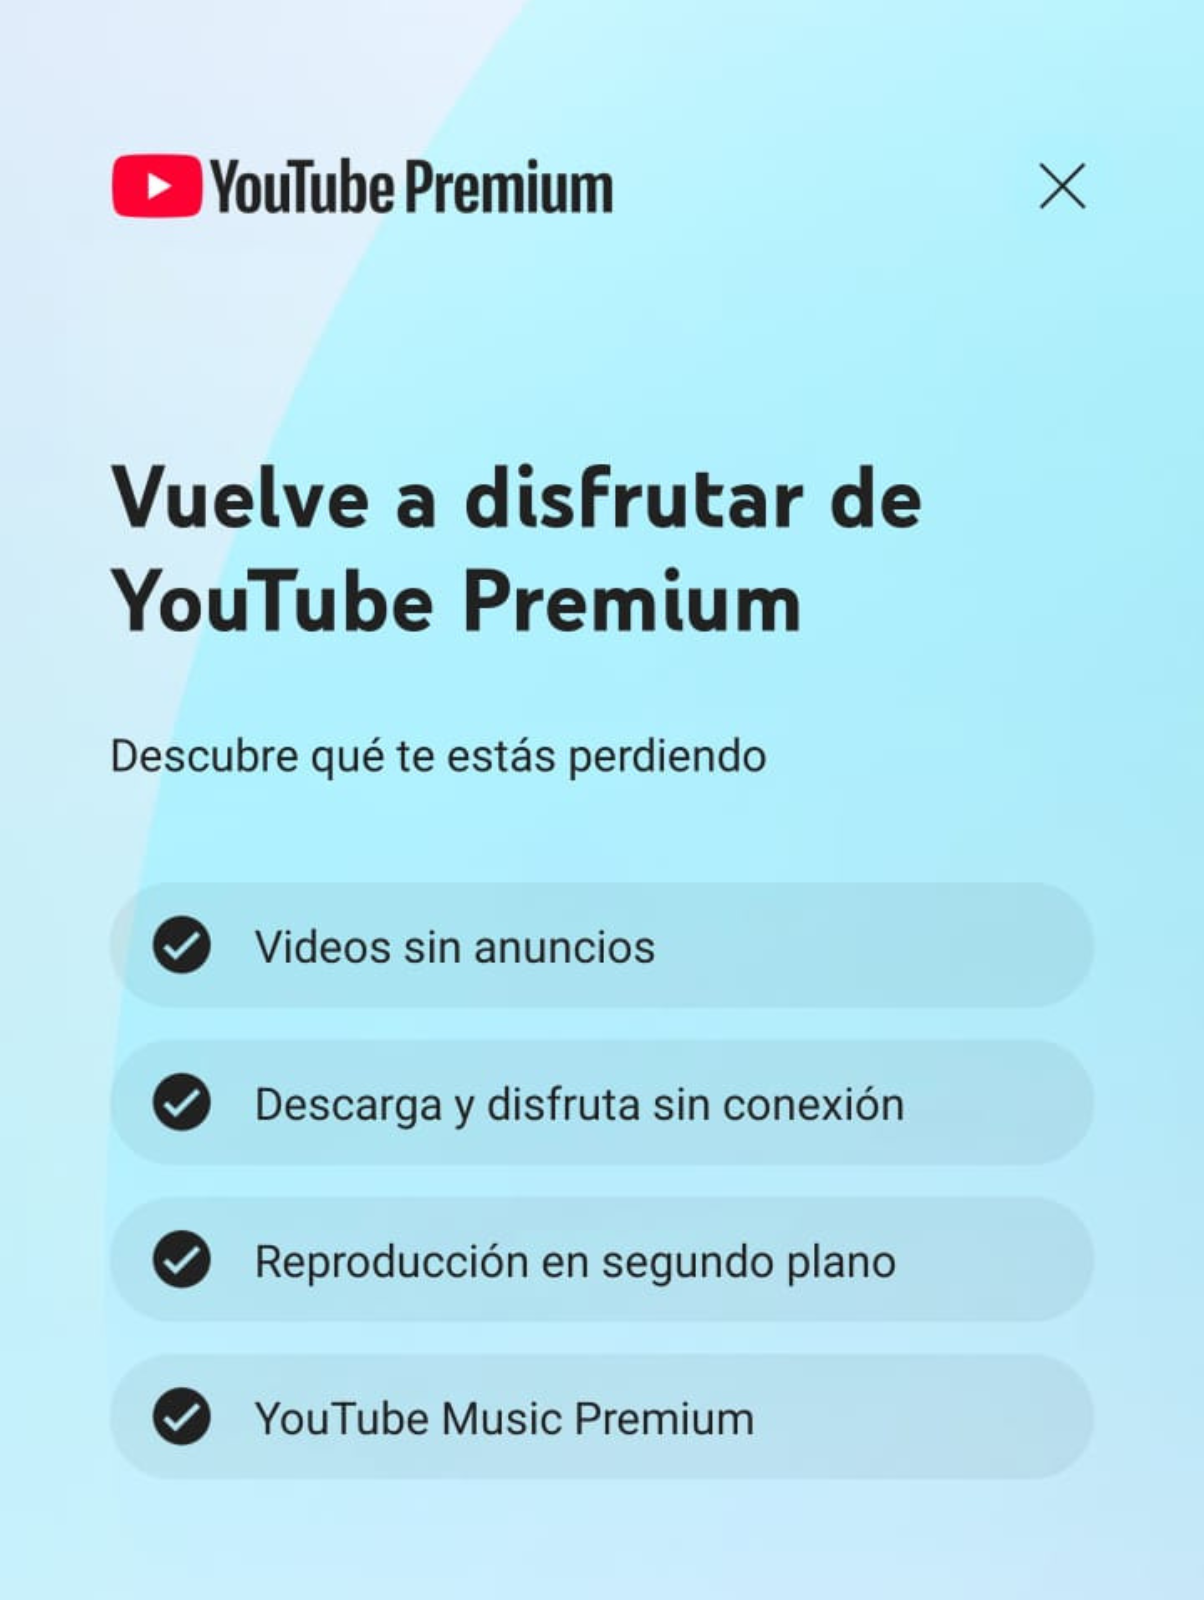 YouTube Premium
Vuelve a disfrutar de
YouTube Premium
Descubre qué te estás perdiendo
Videos sin anuncios
Descarga y disfruta sin conexión
Reproducción en segundo plano
YouTube Music Premium